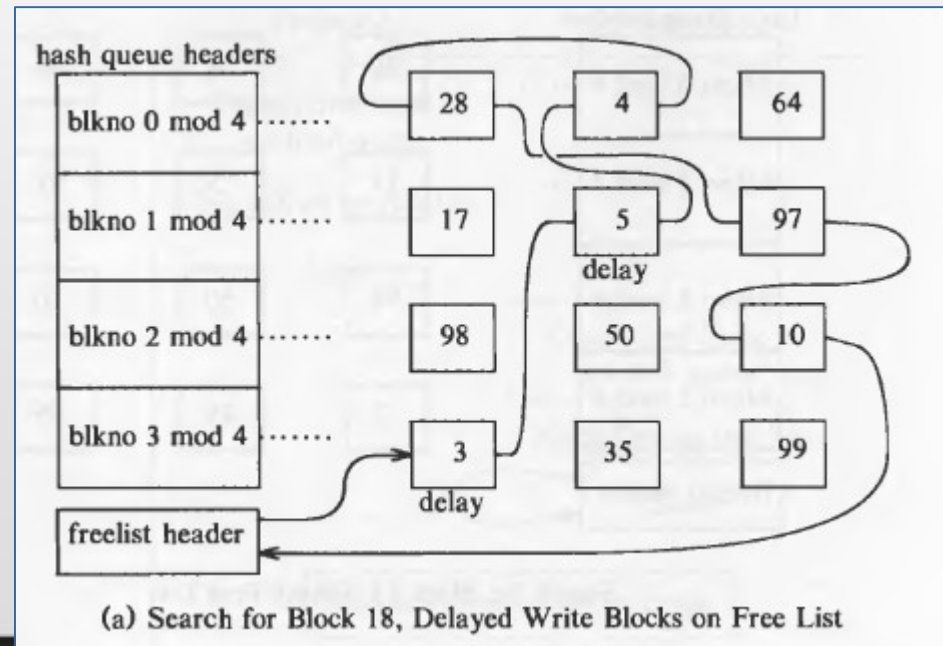 hash queue headers
blkno 0 mod 4 ...... 28 4 64
blkno 1 mod 4 ...... 17 5 97
delay
blkno 2 mod 4 ...... 98 50 10
blkno 3 mod 4 ...... 3 35 99
delay
freelist header
(a) Search for Block 18, Delayed Write Blocks on Free List